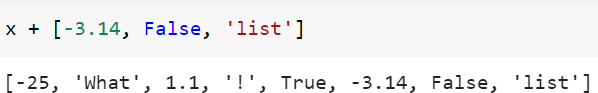 x + [-3.14, False, 'list']
[-25, 'What', 1.1, '!', True, -3.14, False, 'list']